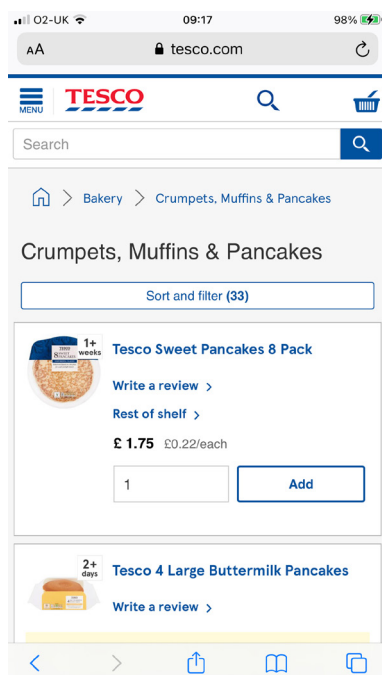 O2-UK 09:17 98%
AA tesco.com
MENU TESCO
Search
Bakery Crumpets, Muffins & Pancakes
Crumpets, Muffins & Pancakes
Sort and filter (33)
1+
weeks
Tesco Sweet Pancakes 8 Pack
Write a review
Rest of shelf
£ 1.75 £0.22/each
1 Add
2+
days
Tesco 4 Large Buttermilk Pancakes
Write a review